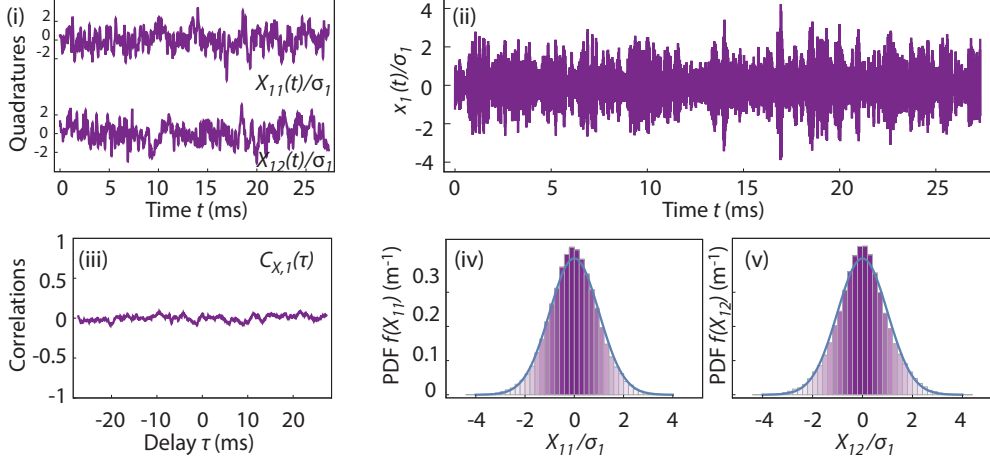 (i)
Quadratures
2
0
-2
X11(t)/σ1
2
0
-2
X12(t)/σ1
0 5 10 15 20 25
Time t (ms)
(ii)
x1(t)/σ1
4
2
0
-2
-4
0 5 10 15 20 25
Time t (ms)
(iii)
CX,1(τ)
Correlations
1
0.5
0
-0.5
-1
-20 -10 0 10 20
Delay τ (ms)
(iv)
PDF f(X11) (m-1)
0.3
0.2
0.1
0
-4 -2 0 2 4
X11/σ1
(v)
PDF f(X12) (m-1)
-4 -2 0 2 4
X12/σ1